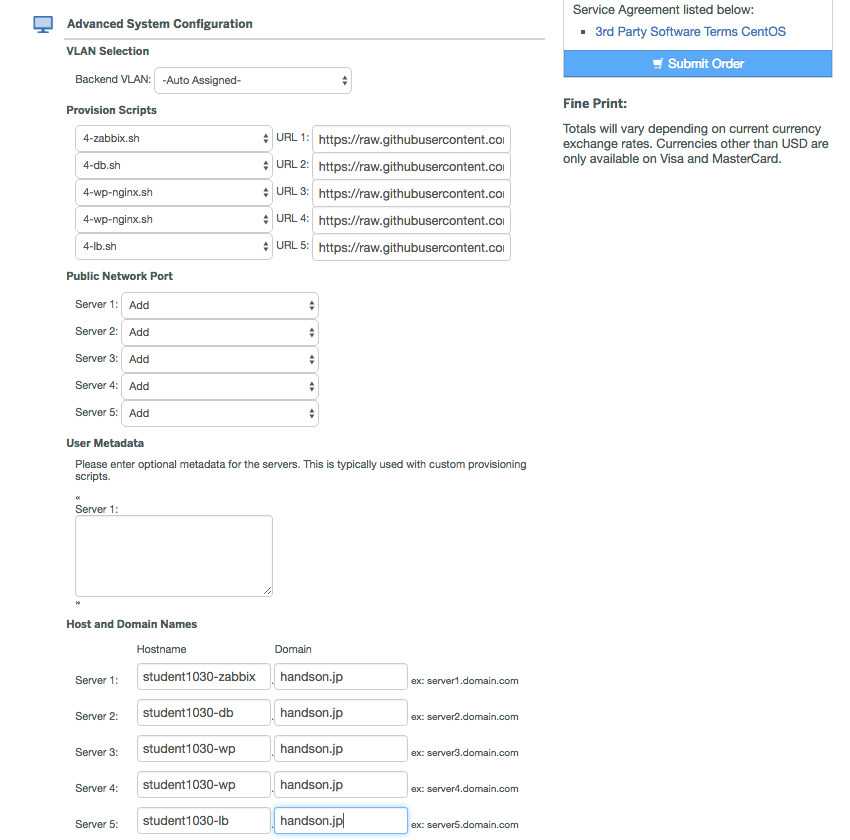 Advanced System Configuration
VLAN Selection
Backend VLAN: -Auto Assigned-
Provision Scripts
4-zabbix.sh URL 1: https://raw.githubusercontent.co
4-db.sh URL 2: https://raw.githubusercontent.co
4-wp-nginx.sh URL 3: https://raw.githubusercontent.co
4-wp-nginx.sh URL 4: https://raw.githubusercontent.co
4-lb.sh URL 5: https://raw.githubusercontent.co
Public Network Port
Server 1: Add
Server 2: Add
Server 3: Add
Server 4: Add
Server 5: Add
User Metadata
Please enter optional metadata for the servers. This is typically used with custom provisioning
scripts.
«
Server 1:
»
Host and Domain Names
Hostname Domain
Server 1: student1030-zabbix . handson.jp ex: server1.domain.com
Server 2: student1030-db . handson.jp ex: server2.domain.com
Server 3: student1030-wp . handson.jp ex: server3.domain.com
Server 4: student1030-wp . handson.jp ex: server4.domain.com
Server 5: student1030-lb . handson.jp ex: server5.domain.com
Service Agreement listed below:
▪ 3rd Party Software Terms CentOS
Submit Order
Fine Print:
Totals will vary depending on current currency
exchange rates. Currencies other than USD are
only available on Visa and MasterCard.